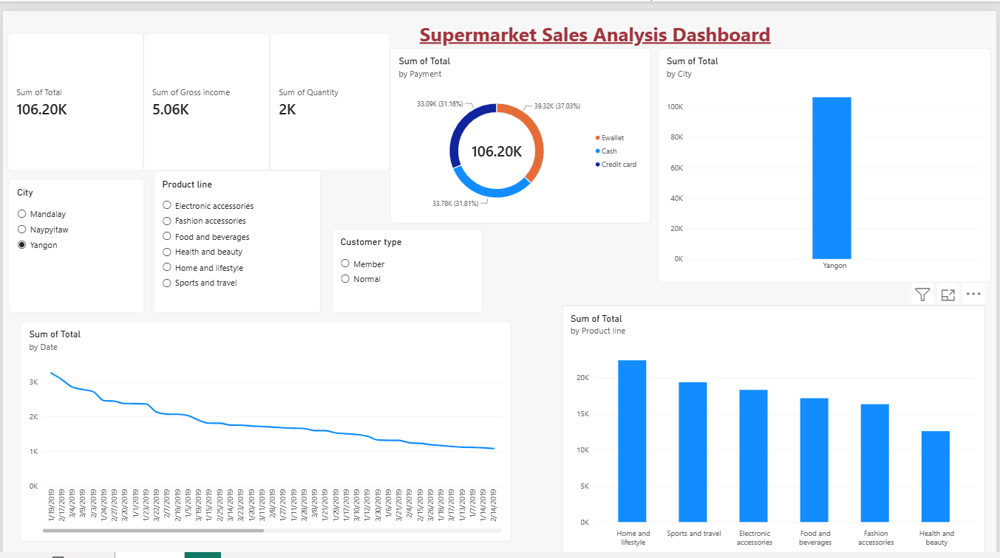 Supermarket Sales Analysis Dashboard
Sum of Total
106.20K
Sum of Gross income
5.06K
Sum of Quantity
2K
Sum of Total
by Payment
33.09K (31.16%)
39.32K (37.03%)
106.20K
33.78K (31.81%)
Ewallet
Cash
Credit card
Sum of Total
by City
100K
80K
60K
40K
20K
0K
Yangon
City
Mandalay
Naypyitaw
Yangon
Product line
Electronic accessories
Fashion accessories
Food and beverages
Health and beauty
Home and lifestyle
Sports and travel
Customer type
Member
Normal
Sum of Total
by Date
3K
2K
1K
0K
1/19/2019
2/17/2019
3/4/2019
3/9/2019
2/3/2019
1/24/2019
2/27/2019
3/20/2019
1/1/2019
1/23/2019
3/22/2019
2/7/2019
2/19/2019
1/5/2019
3/19/2019
1/15/2019
2/25/2019
3/14/2019
3/23/2019
1/20/2019
3/11/2019
2/8/2019
1/27/2019
1/11/2019
3/28/2019
3/8/2019
1/21/2019
1/29/2019
1/17/2019
3/10/2019
1/12/2019
3/30/2019
1/6/2019
3/21/2019
2/4/2019
2/15/2019
3/26/2019
1/18/2019
3/17/2019
1/13/2019
1/7/2019
1/14/2019
2/14/2019
Sum of Total
by Product line
20K
15K
10K
5K
0K
Home and
lifestyle
Sports and travel
Electronic
accessories
Food and
beverages
Fashion
accessories
Health and
beauty